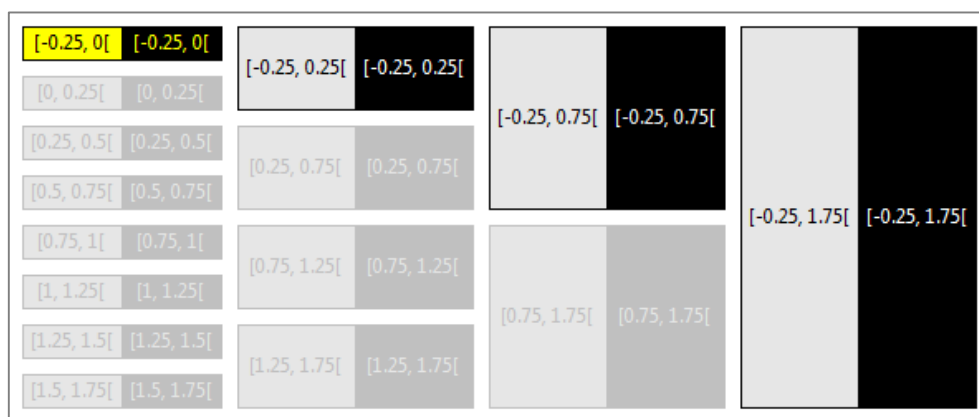 [-0.25, 0[ [-0.25, 0[
[0, 0.25[ [0, 0.25[
[0.25, 0.5[ [0.25, 0.5[
[0.5, 0.75[ [0.5, 0.75[
[0.75, 1[ [0.75, 1[
[1, 1.25[ [1, 1.25[
[1.25, 1.5[ [1.25, 1.5[
[1.5, 1.75[ [1.5, 1.75[
[-0.25, 0.25[ [-0.25, 0.25[
[0.25, 0.75[ [0.25, 0.75[
[0.75, 1.25[ [0.75, 1.25[
[1.25, 1.75[ [1.25, 1.75[
[-0.25, 0.75[ [-0.25, 0.75[
[0.75, 1.75[ [0.75, 1.75[
[-0.25, 1.75[ [-0.25, 1.75[